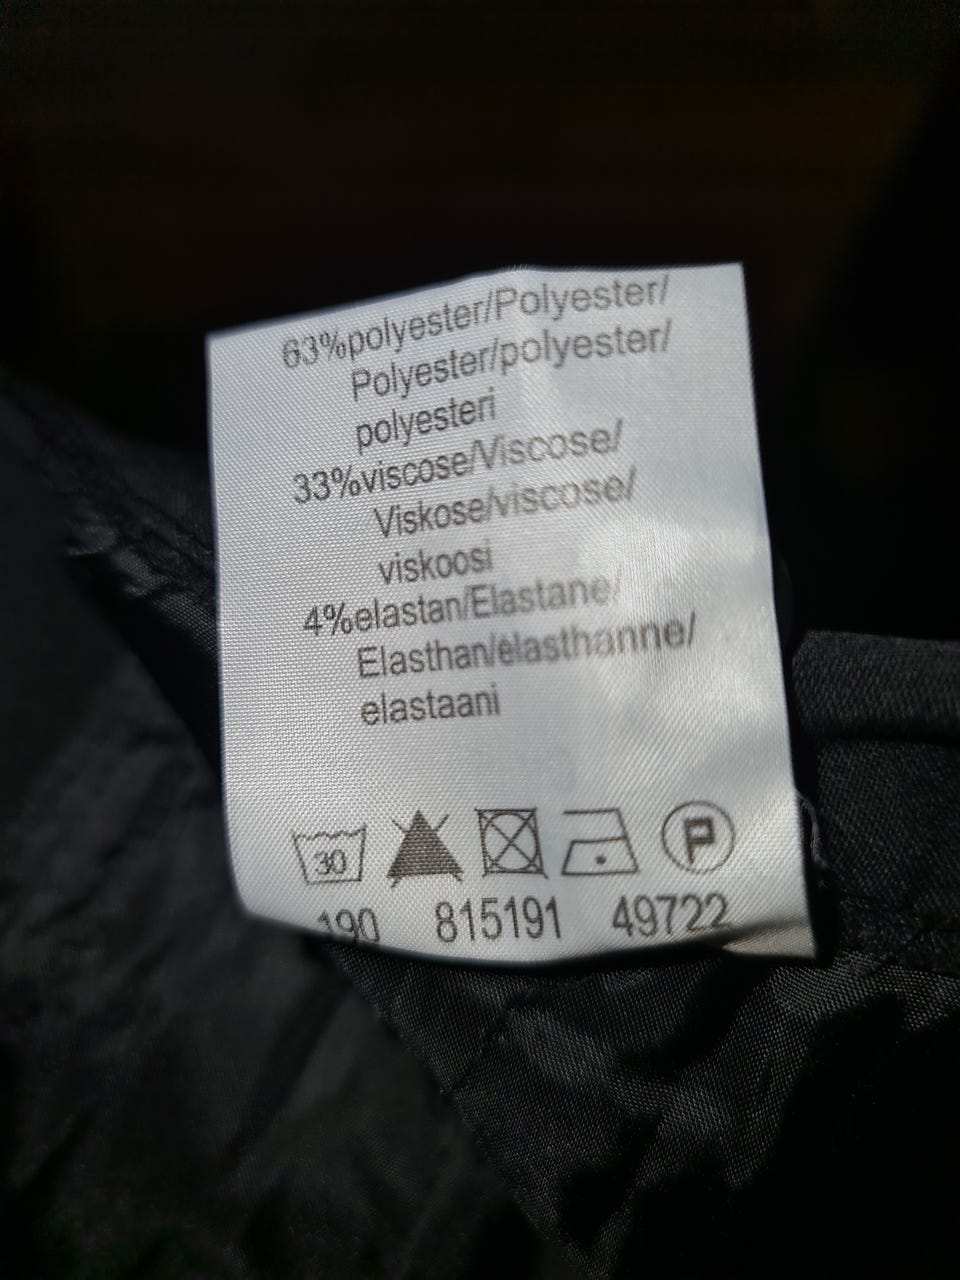 63%polyester/Polyester/
Polyester/polyester/
polyesteri
33%viscose/Viscose/
Viskose/viscose/
viskoosi
4%elastan/Elastane/
Elasthan/élasthanne/
elastaani
30 P
190 815191 49722